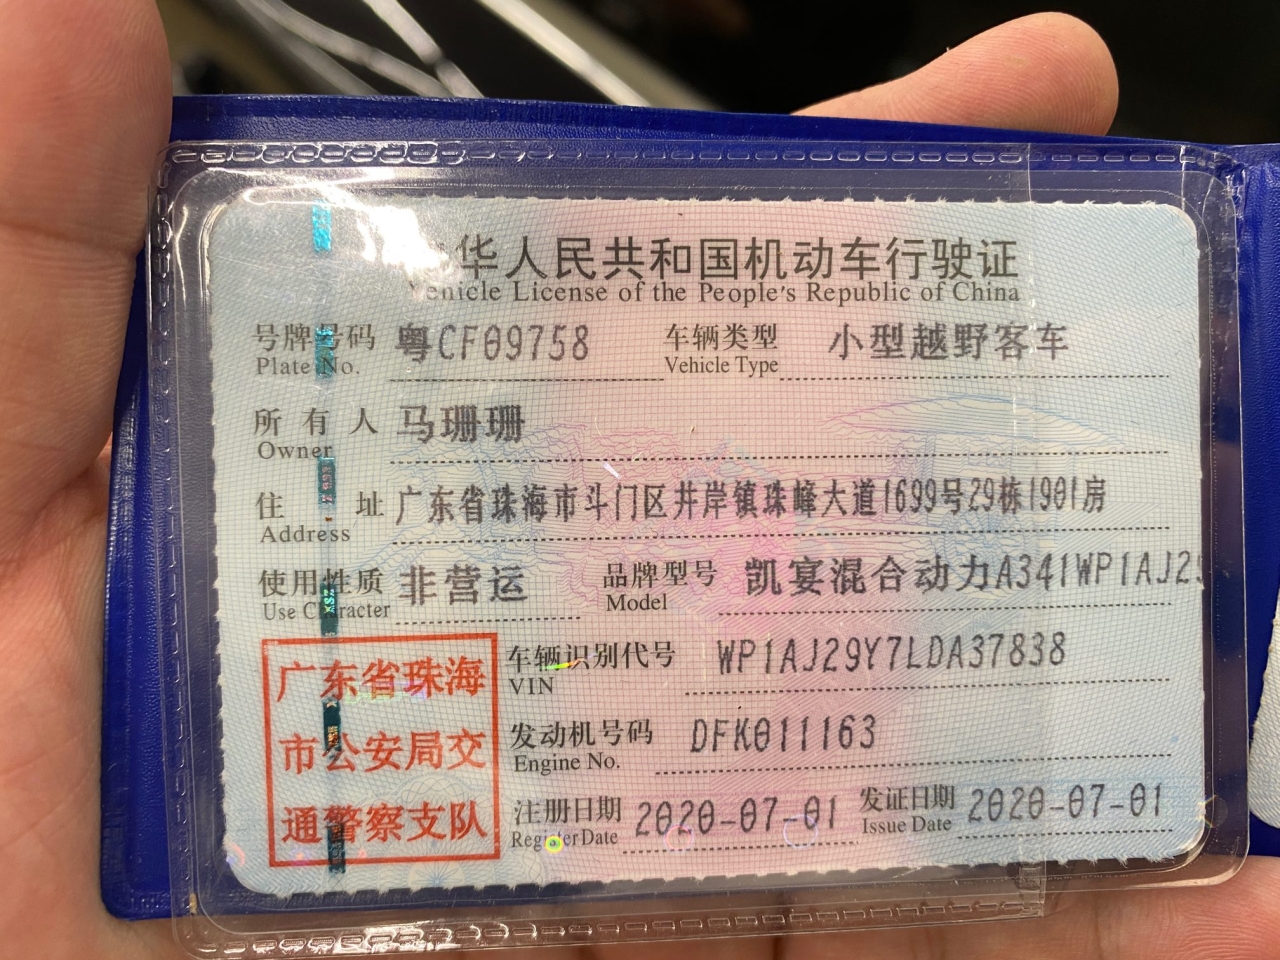 华人民共和国机动车行驶证
Vehicle License of the People's Republic of China
号牌号码 粤CF09758 车辆类型 小型越野客车
Plate No. Vehicle Type
所有人 马珊珊
Owner
住址 广东省珠海市斗门区井岸镇珠峰大道1699号29栋1901房
Address
使用性质 非营运 品牌型号 凯宴混合动力A341WP1AJ29
Use Character Model
广东省珠海 车辆识别代号 WP1AJ29Y7LDA37838
VIN
市公安局交 发动机号码 DFK011163
Engine No.
通警察支队 注册日期 2020-07-01 发证日期 2020-07-01
Register Date Issue Date